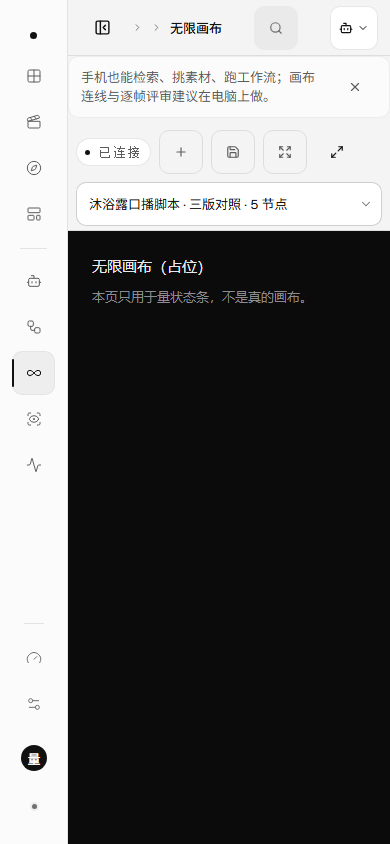 无限画布
手机也能检索、挑素材、跑工作流；画布
连线与逐帧评审建议在电脑上做。
已连接
沐浴露口播脚本 · 三版对照 · 5 节点
无限画布（占位）
本页只用于量状态条，不是真的画布。
量